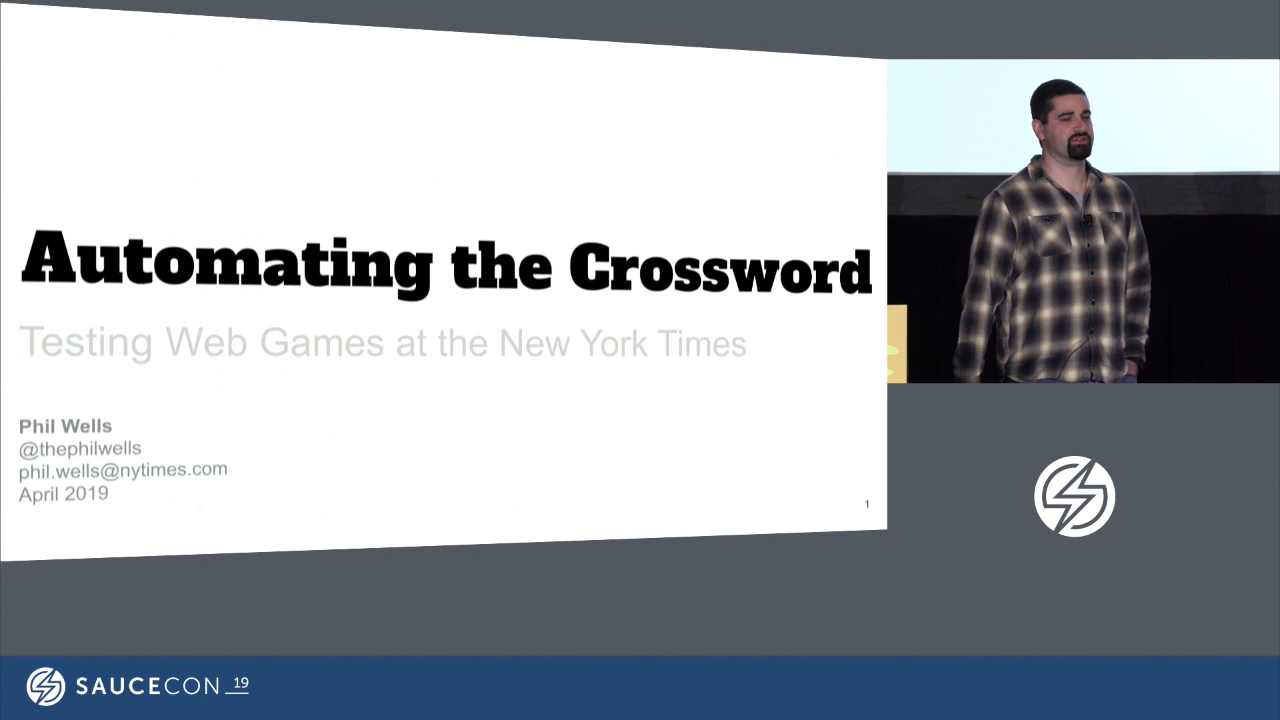 Automating the Crossword
Testing Web Games at the New York Times
Phil Wells
@thephilwells
phil.wells@nytimes.com
April 2019
1
SAUCECON 19